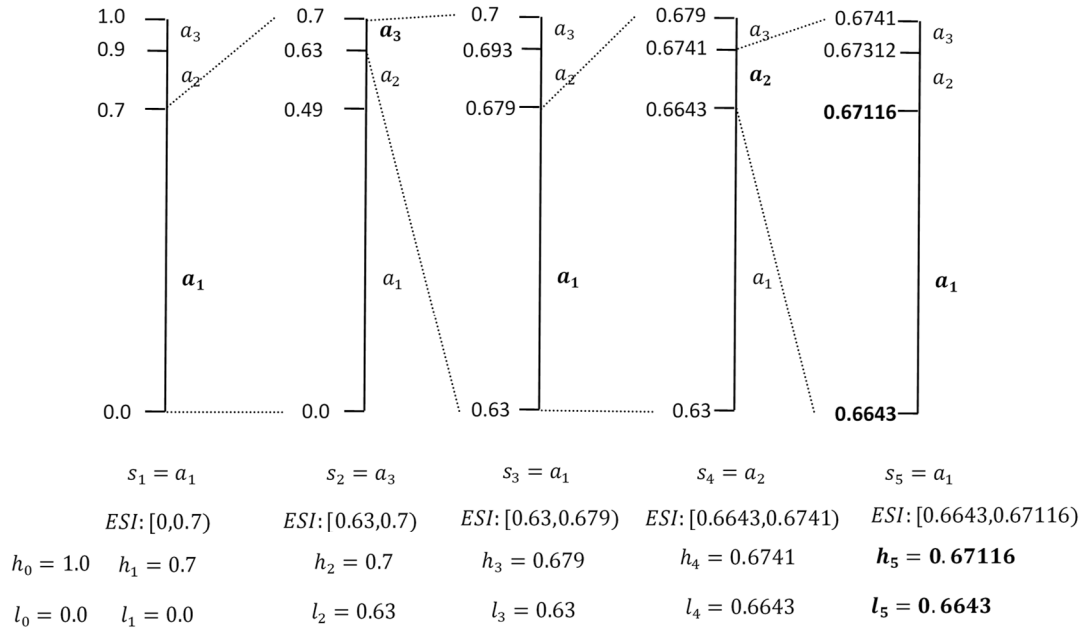 1.0 0.7 0.7 0.679 0.6741
a₃ a₃ a₃ a₃ a₃
0.9 0.63 0.693 0.6741 0.67312
a₂ a₂ a₂ a₂ a₂
0.7 0.49 0.679 0.6643 0.67116
a₁ a₁ a₁ a₁ a₁
0.0 0.0 0.63 0.63 0.6643
s₁ = a₁ s₂ = a₃ s₃ = a₁ s₄ = a₂ s₅ = a₁
ESI: [0,0.7) ESI: [0.63,0.7) ESI: [0.63,0.679) ESI: [0.6643,0.6741) ESI: [0.6643,0.67116)
h₀ = 1.0 h₁ = 0.7 h₂ = 0.7 h₃ = 0.679 h₄ = 0.6741 h₅ = 0.67116
l₀ = 0.0 l₁ = 0.0 l₂ = 0.63 l₃ = 0.63 l₄ = 0.6643 l₅ = 0.6643